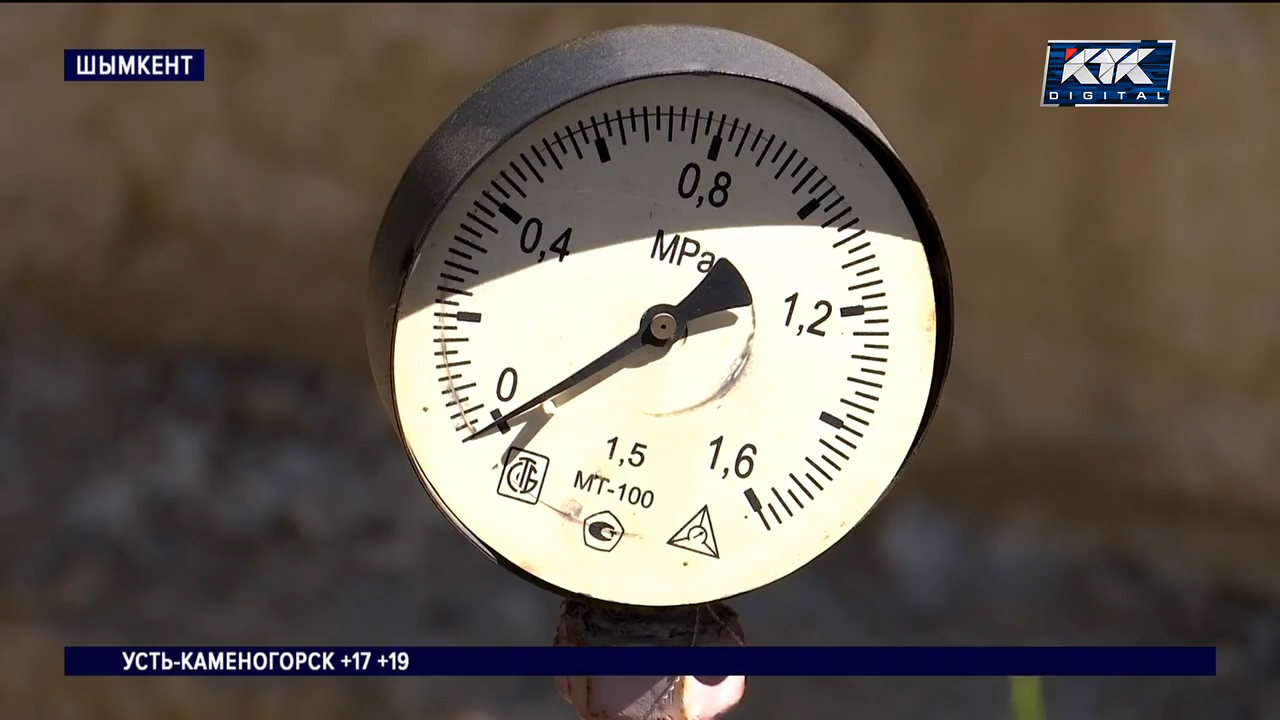 ШЫМКЕНТ
КТК
DIGITAL
0,8
0,4
MPa
1,2
0
1,5
1,6
МТ-100
УСТЬ-КАМЕНОГОРСК +17 +19